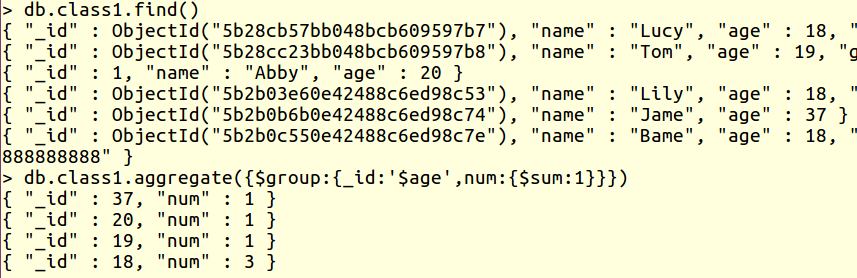 > db.class1.find()
{ "_id" : ObjectId("5b28cb57bb048bcb609597b7"), "name" : "Lucy", "age" : 18, "
{ "_id" : ObjectId("5b28cc23bb048bcb609597b8"), "name" : "Tom", "age" : 19, "g
{ "_id" : 1, "name" : "Abby", "age" : 20 }
{ "_id" : ObjectId("5b2b03e60e42488c6ed98c53"), "name" : "Lily", "age" : 18, "
{ "_id" : ObjectId("5b2b0b6b0e42488c6ed98c74"), "name" : "Jame", "age" : 37 }
{ "_id" : ObjectId("5b2b0c550e42488c6ed98c7e"), "name" : "Bame", "age" : 18, "
888888888" }
> db.class1.aggregate({$group:{_id:'$age',num:{$sum:1}}})
{ "_id" : 37, "num" : 1 }
{ "_id" : 20, "num" : 1 }
{ "_id" : 19, "num" : 1 }
{ "_id" : 18, "num" : 3 }